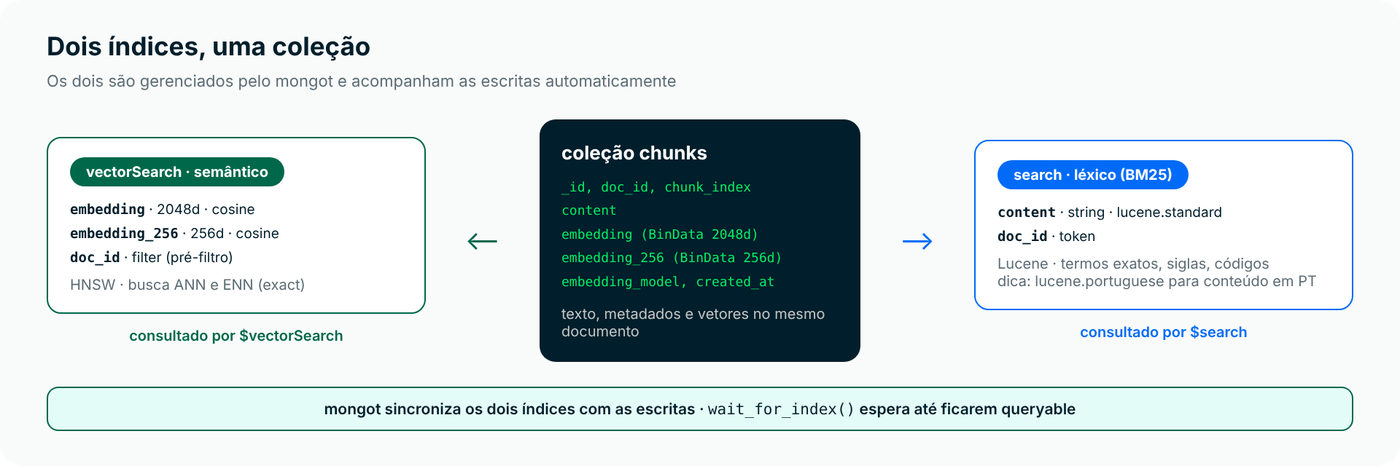 Dois índices, uma coleção
Os dois são gerenciados pelo mongot e acompanham as escritas automaticamente
vectorSearch · semântico
embedding · 2048d · cosine
embedding_256 · 256d · cosine
doc_id · filter (pré-filtro)
HNSW · busca ANN e ENN (exact)
consultado por $vectorSearch
←
coleção chunks
_id, doc_id, chunk_index
content
embedding (BinData 2048d)
embedding_256 (BinData 256d)
embedding_model, created_at
texto, metadados e vetores no mesmo
documento
→
search · léxico (BM25)
content · string · lucene.standard
doc_id · token
Lucene · termos exatos, siglas, códigos
dica: lucene.portuguese para conteúdo em PT
consultado por $search
mongot sincroniza os dois índices com as escritas · wait_for_index() espera até ficarem queryable